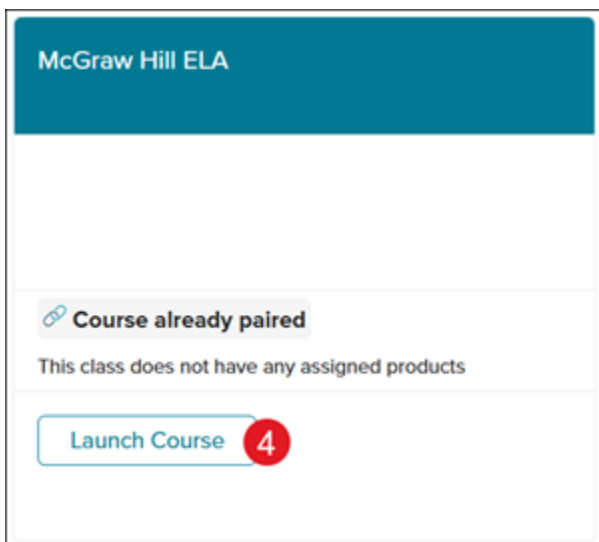 McGraw Hill ELA
Course already paired
This class does not have any assigned products
Launch Course 4